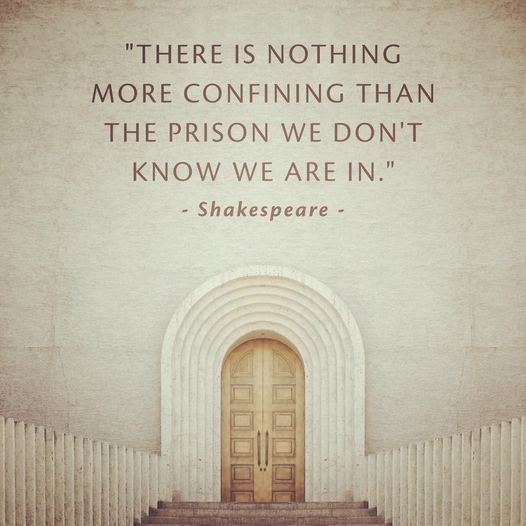 "THERE IS NOTHING
MORE CONFINING THAN
THE PRISON WE DON'T
KNOW WE ARE IN."
- Shakespeare -